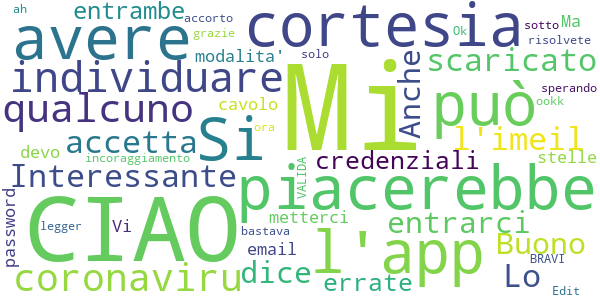 ah
accorto
entrambe
grazie
avere
modalita'
individuare
solo
cortesia
Ok
sotto
Ma
risolvete
scaricato
sperando
ookk
qualcuno
cavolo
Mi
Anche
può
accetta
Si
ora
l'imeil
devo
incoraggiamento
credenziali
stelle
Interessante
VALIDA
piacerebbe
password
CIAO
legger
Vi
metterci
entrarci
bastava
email
l'app
Buono
BRAVI
coronaviru
dice
errate
Lo
Edit